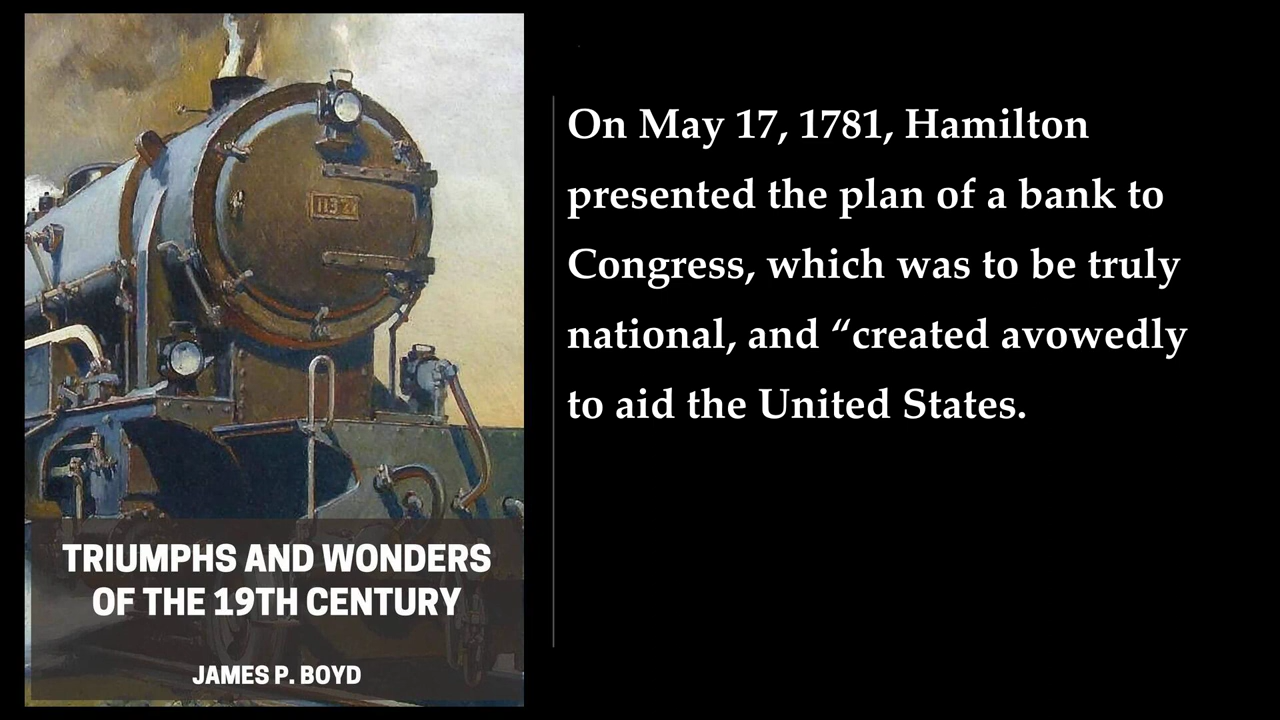 TRIUMPHS AND WONDERS
OF THE 19TH CENTURY
JAMES P. BOYD
On May 17, 1781, Hamilton
presented the plan of a bank to
Congress, which was to be truly
national, and “created avowedly
to aid the United States.